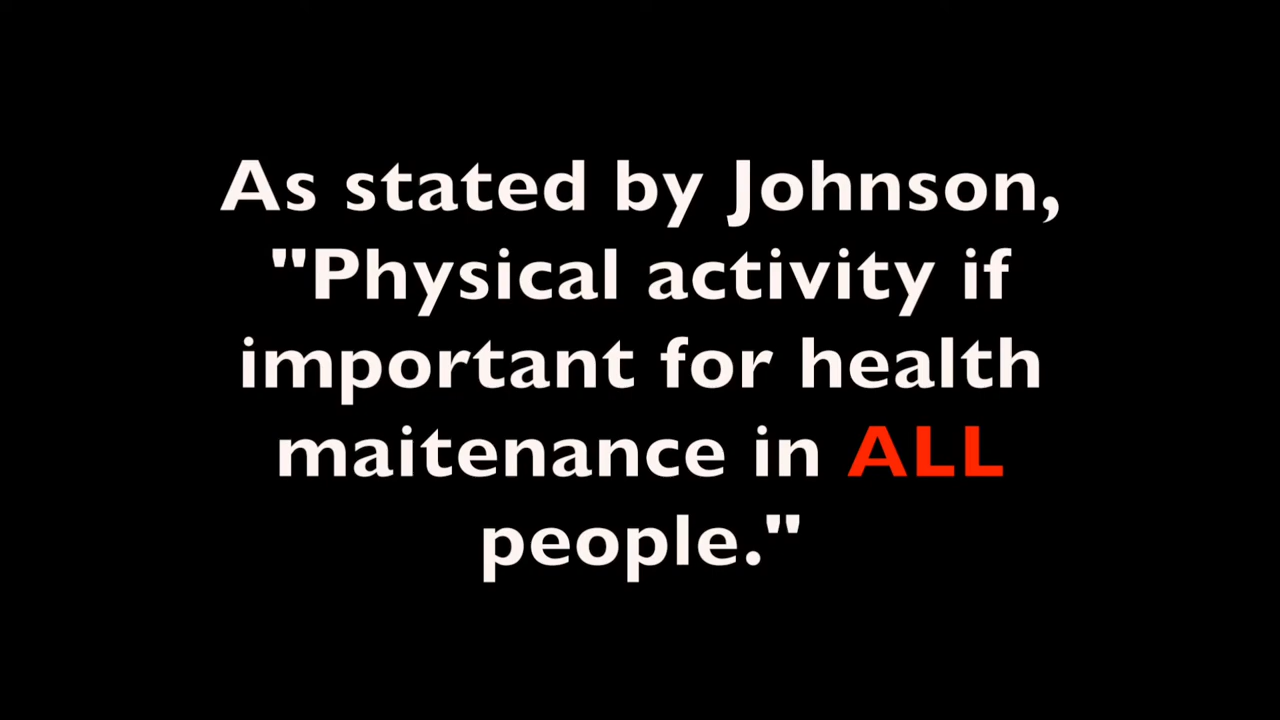 As stated by Johnson,
"Physical activity if
important for health
maitenance in ALL
people."